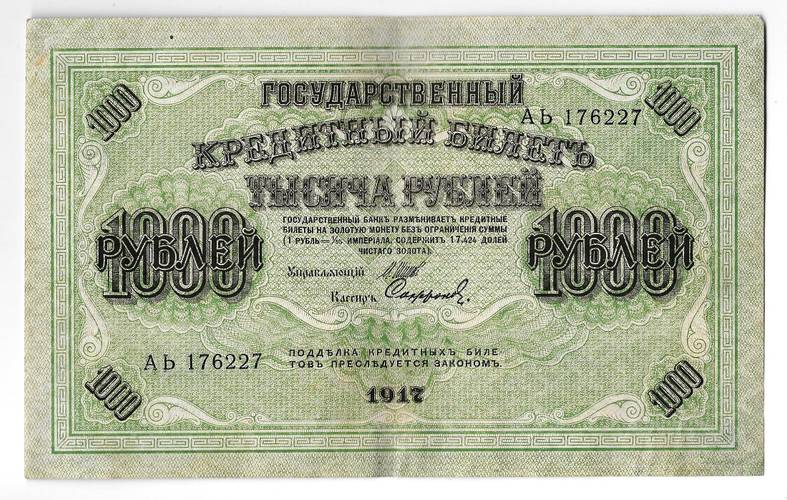 1000
1000
ГОСУДАРСТВЕННЫЙ
АЬ 176227
КРЕДИТНЫЙ БИЛЕТЪ
ТЫСЯЧА РУБЛЕЙ
ГОСУДАРСТВЕННЫЙ БАНКЪ РАЗМѢНИВАЕТЪ КРЕДИТНЫЕ
БИЛЕТЫ НА ЗОЛОТУЮ МОНЕТУ БЕЗЪ ОГРАНИЧЕНІЯ СУММЫ
(1 РУБЛЬ — 1/15 ИМПЕРІАЛА, СОДЕРЖИТЪ 17,424 ДОЛЕЙ
ЧИСТАГО ЗОЛОТА).
1000
РУБЛЕЙ
1000
РУБЛЕЙ
Управляющій
Кассиръ
АЬ 176227
ПОДДѢЛКА КРЕДИТНЫХЪ БИЛЕ-
ТОВЪ ПРЕСЛѢДУЕТСЯ ЗАКОНОМЪ.
1917
1000
1000